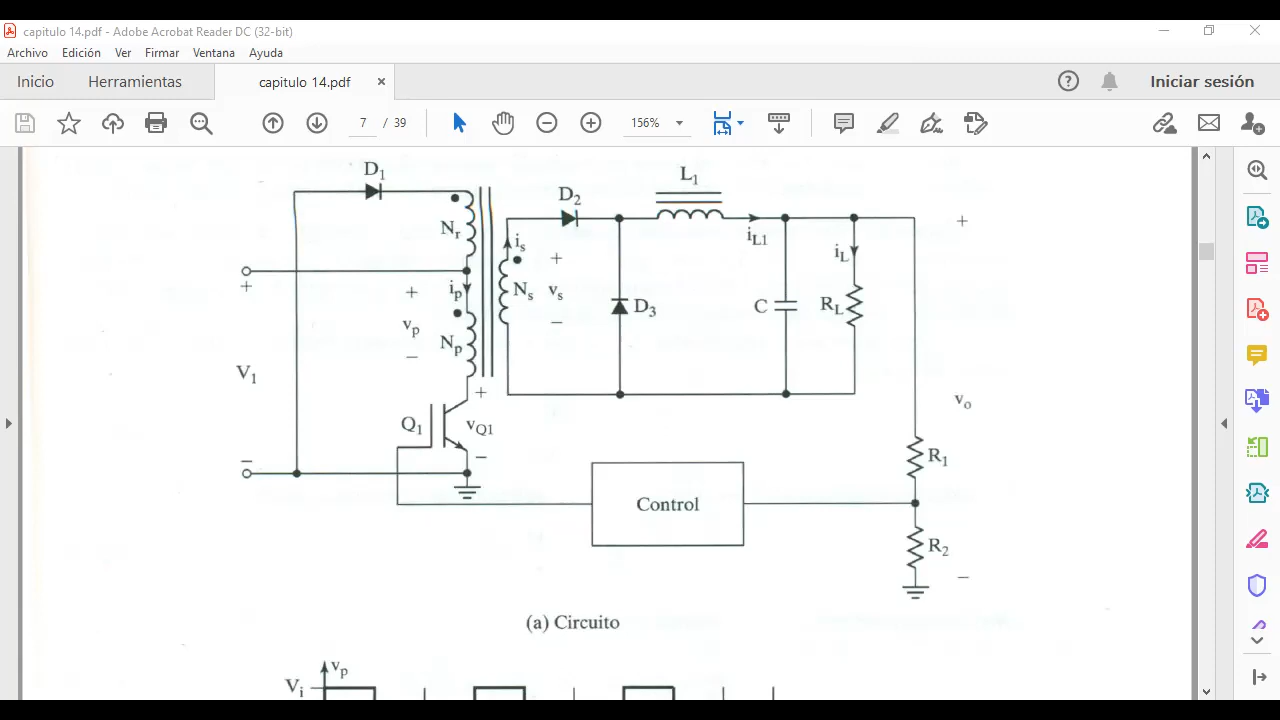 capitulo 14.pdf - Adobe Acrobat Reader DC (32-bit)
Archivo Edición Ver Firmar Ventana Ayuda
Inicio Herramientas capitulo 14.pdf × Iniciar sesión
7 / 39 156%
D1
L1
D2
Nr
is
iL1
iL
+
+
ip
+
+
vp
Ns
vs
D3
C
RL
−
Np
−
V1
+
vo
Q1
vQ1
−
−
R1
Control
R2
−
(a) Circuito
vp
Vi